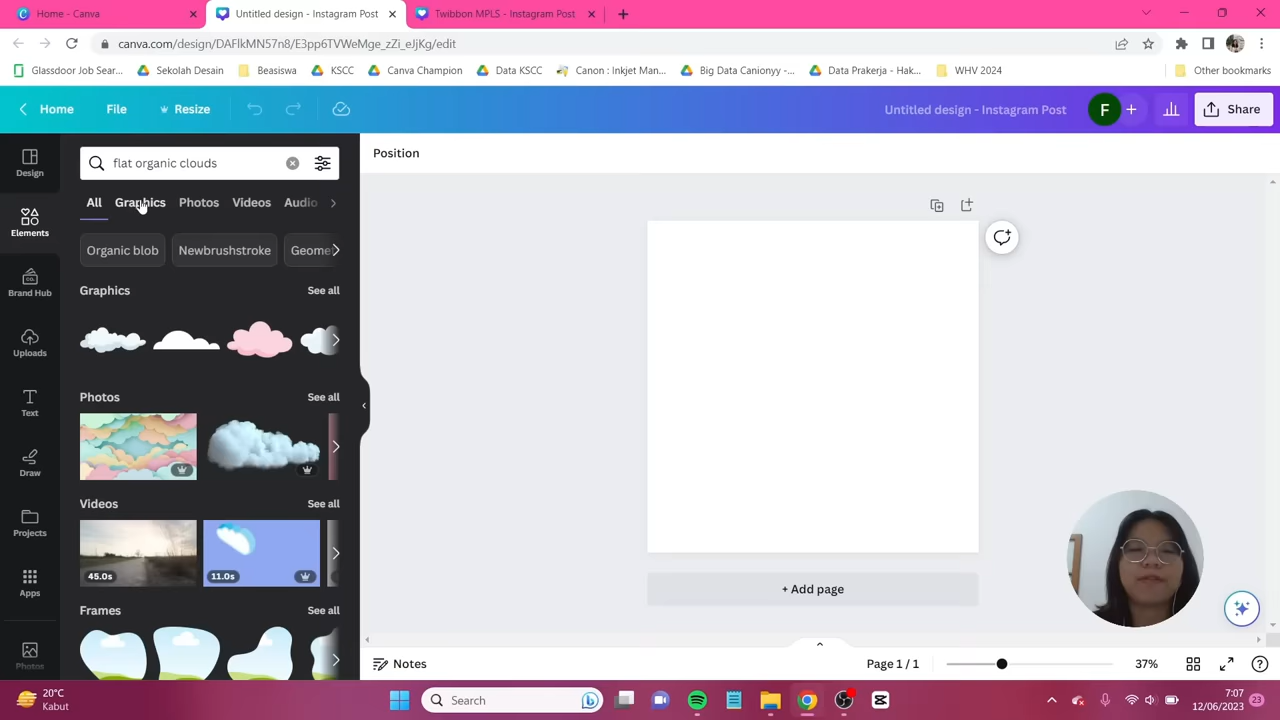 Home - Canva
Untitled design - Instagram Post
Twibbon MPLS - Instagram Post
canva.com/design/DAFlkMN57n8/E3pp6TVWeMge_zZi_eJjKg/edit
Glassdoor Job Sear...
Sekolah Desain
Beasiswa
KSCC
Canva Champion
Data KSCC
Canon : Inkjet Man...
Big Data Canionyy -...
Data Prakerja - Hak...
WHV 2024
Other bookmarks
Home
File
Resize
Untitled design - Instagram Post
F
Share
Design
Elements
Brand Hub
Uploads
Text
Draw
Projects
Apps
Photos
flat organic clouds
All
Graphics
Photos
Videos
Audio
Organic blob
Newbrushstroke
Geome
Graphics
See all
Photos
See all
Videos
See all
45.0s
11.0s
Frames
See all
Position
+ Add page
Notes
Page 1 / 1
37%
20°C
Kabut
Search
7:07
12/06/2023
23